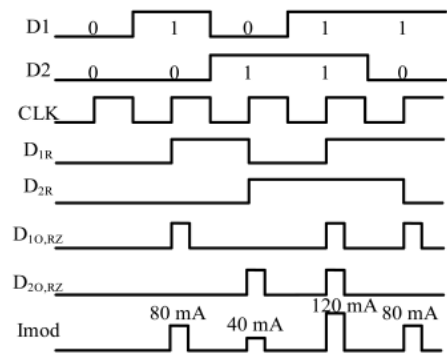 D1 0 1 0 1 1
D2 0 0 1 1 0
CLK
D1R
D2R
D1O,RZ
D2O,RZ
Imod 80 mA 40 mA 120 mA 80 mA